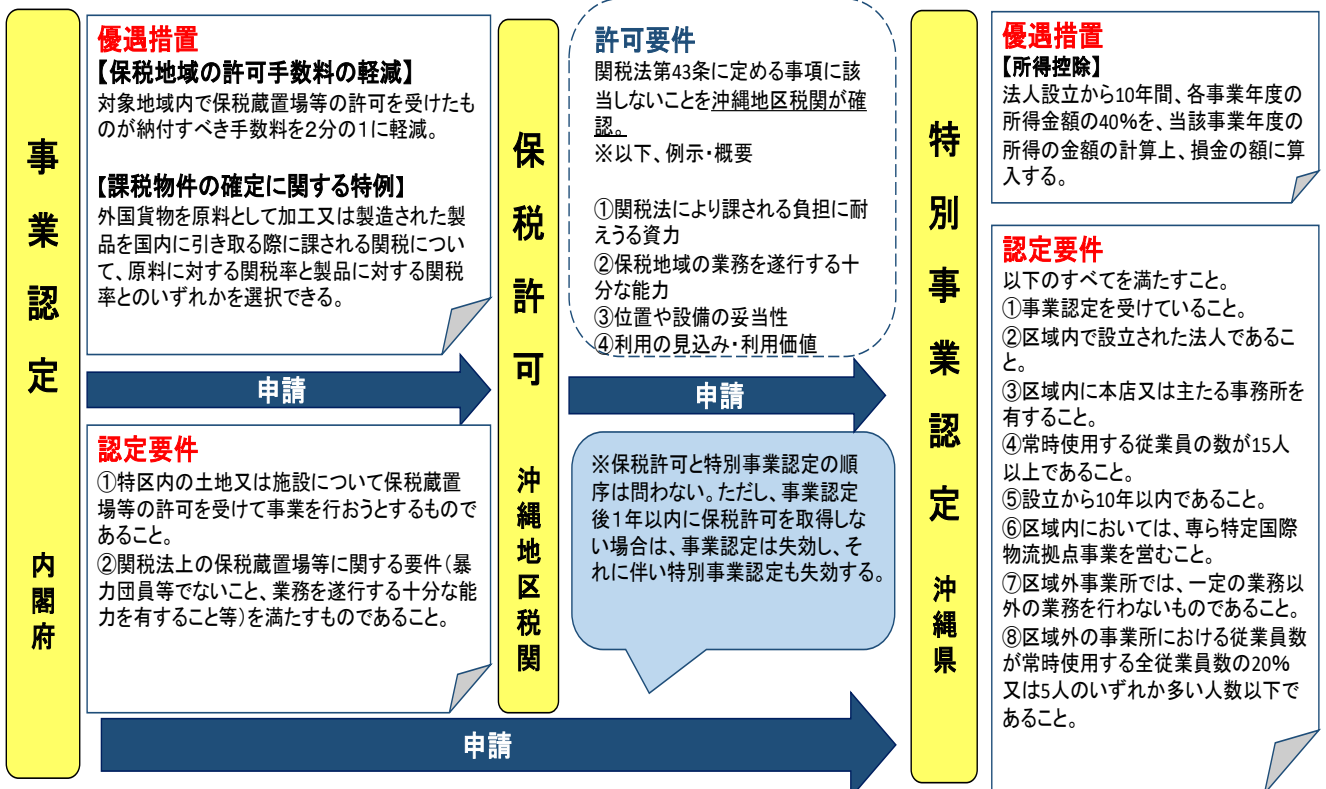 事業認定
内閣府
優遇措置
【保税地域の許可手数料の軽減】
対象地域内で保税蔵置場等の許可を受けたも
のが納付すべき手数料を２分の１に軽減。
【課税物件の確定に関する特例】
外国貨物を原料として加工又は製造された製
品を国内に引き取る際に課される関税につい
て、原料に対する関税率と製品に対する関税
率とのいずれかを選択できる。
申請
認定要件
①特区内の土地又は施設について保税蔵置
場等の許可を受けて事業を行おうとするもので
あること。
②関税法上の保税蔵置場等に関する要件（暴
力団員等でないこと、業務を遂行する十分な能
力を有すること等）を満たすものであること。
保税許可
沖縄地区税関
許可要件
関税法第43条に定める事項に該
当しないことを沖縄地区税関が確
認。
※以下、例示・概要
①関税法により課される負担に耐
えうる資力
②保税地域の業務を遂行する十
分な能力
③位置や設備の妥当性
④利用の見込み・利用価値
申請
※保税許可と特別事業認定の順
序は問わない。ただし、事業認定
後１年以内に保税許可を取得しな
い場合は、事業認定は失効し、そ
れに伴い特別事業認定も失効する。
申請
特別事業認定
沖縄県
優遇措置
【所得控除】
法人設立から10年間、各事業年度の
所得金額の40％を、当該事業年度の
所得の金額の計算上、損金の額に算
入する。
認定要件
以下のすべてを満たすこと。
①事業認定を受けていること。
②区域内で設立された法人であるこ
と。
③区域内に本店又は主たる事務所を
有すること。
④常時使用する従業員の数が15人
以上であること。
⑤設立から10年以内であること。
⑥区域内においては、専ら特定国際
物流拠点事業を営むこと。
⑦区域外事業所では、一定の業務以
外の業務を行わないものであること。
⑧区域外の事業所における従業員数
が常時使用する全従業員数の20％
又は5人のいずれか多い人数以下で
あること。